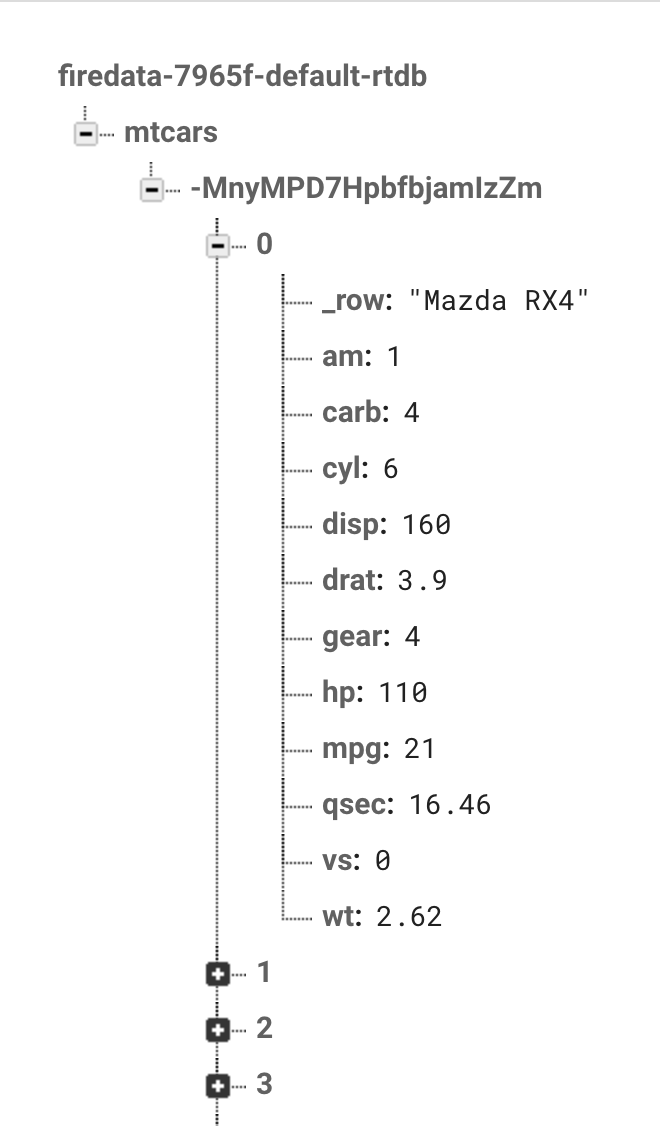 firedata-7965f-default-rtdb
mtcars
-MnyMPD7HpbfbjamIzZm
0
_row: "Mazda RX4"
am: 1
carb: 4
cyl: 6
disp: 160
drat: 3.9
gear: 4
hp: 110
mpg: 21
qsec: 16.46
vs: 0
wt: 2.62
1
2
3